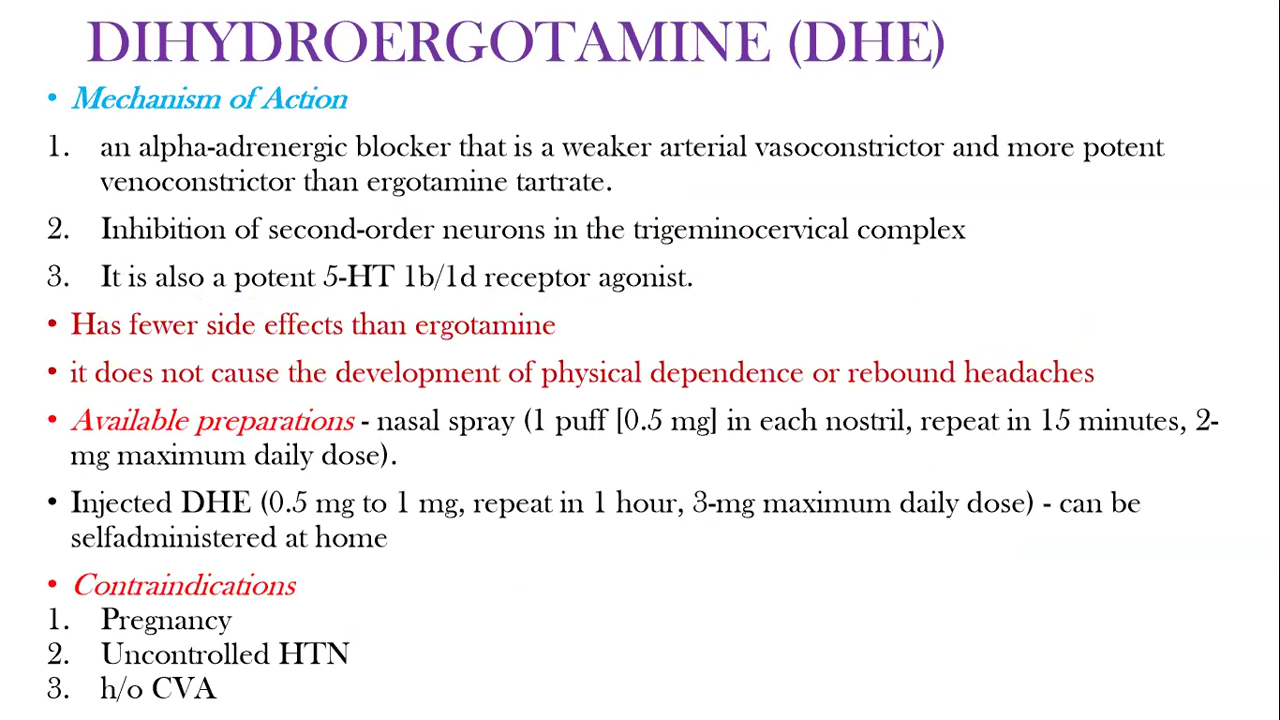 DIHYDROERGOTAMINE (DHE)
• Mechanism of Action
1. an alpha-adrenergic blocker that is a weaker arterial vasoconstrictor and more potent
venoconstrictor than ergotamine tartrate.
2. Inhibition of second-order neurons in the trigeminocervical complex
3. It is also a potent 5-HT 1b/1d receptor agonist.
• Has fewer side effects than ergotamine
• it does not cause the development of physical dependence or rebound headaches
• Available preparations - nasal spray (1 puff [0.5 mg] in each nostril, repeat in 15 minutes, 2-
mg maximum daily dose).
• Injected DHE (0.5 mg to 1 mg, repeat in 1 hour, 3-mg maximum daily dose) - can be
selfadministered at home
• Contraindications
1. Pregnancy
2. Uncontrolled HTN
3. h/o CVA